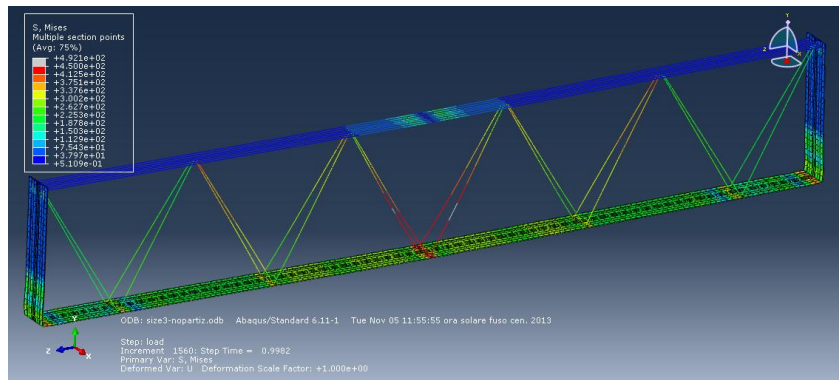 S, Mises
Multiple section points
(Avg: 75%)
+4.921e+02
+4.500e+02
+4.125e+02
+3.751e+02
+3.376e+02
+3.002e+02
+2.627e+02
+2.253e+02
+1.878e+02
+1.503e+02
+1.129e+02
+7.543e+01
+3.797e+01
+5.109e-01
Y
Z
X
ODB: size3-nopartiz.odb Abaqus/Standard 6.11-1 Tue Nov 05 11:55:55 ora solare fuso cen. 2013
Y
Z
X
Step: load
Increment 1560: Step Time = 0.9982
Primary Var: S, Mises
Deformed Var: U Deformation Scale Factor: +1.000e+00